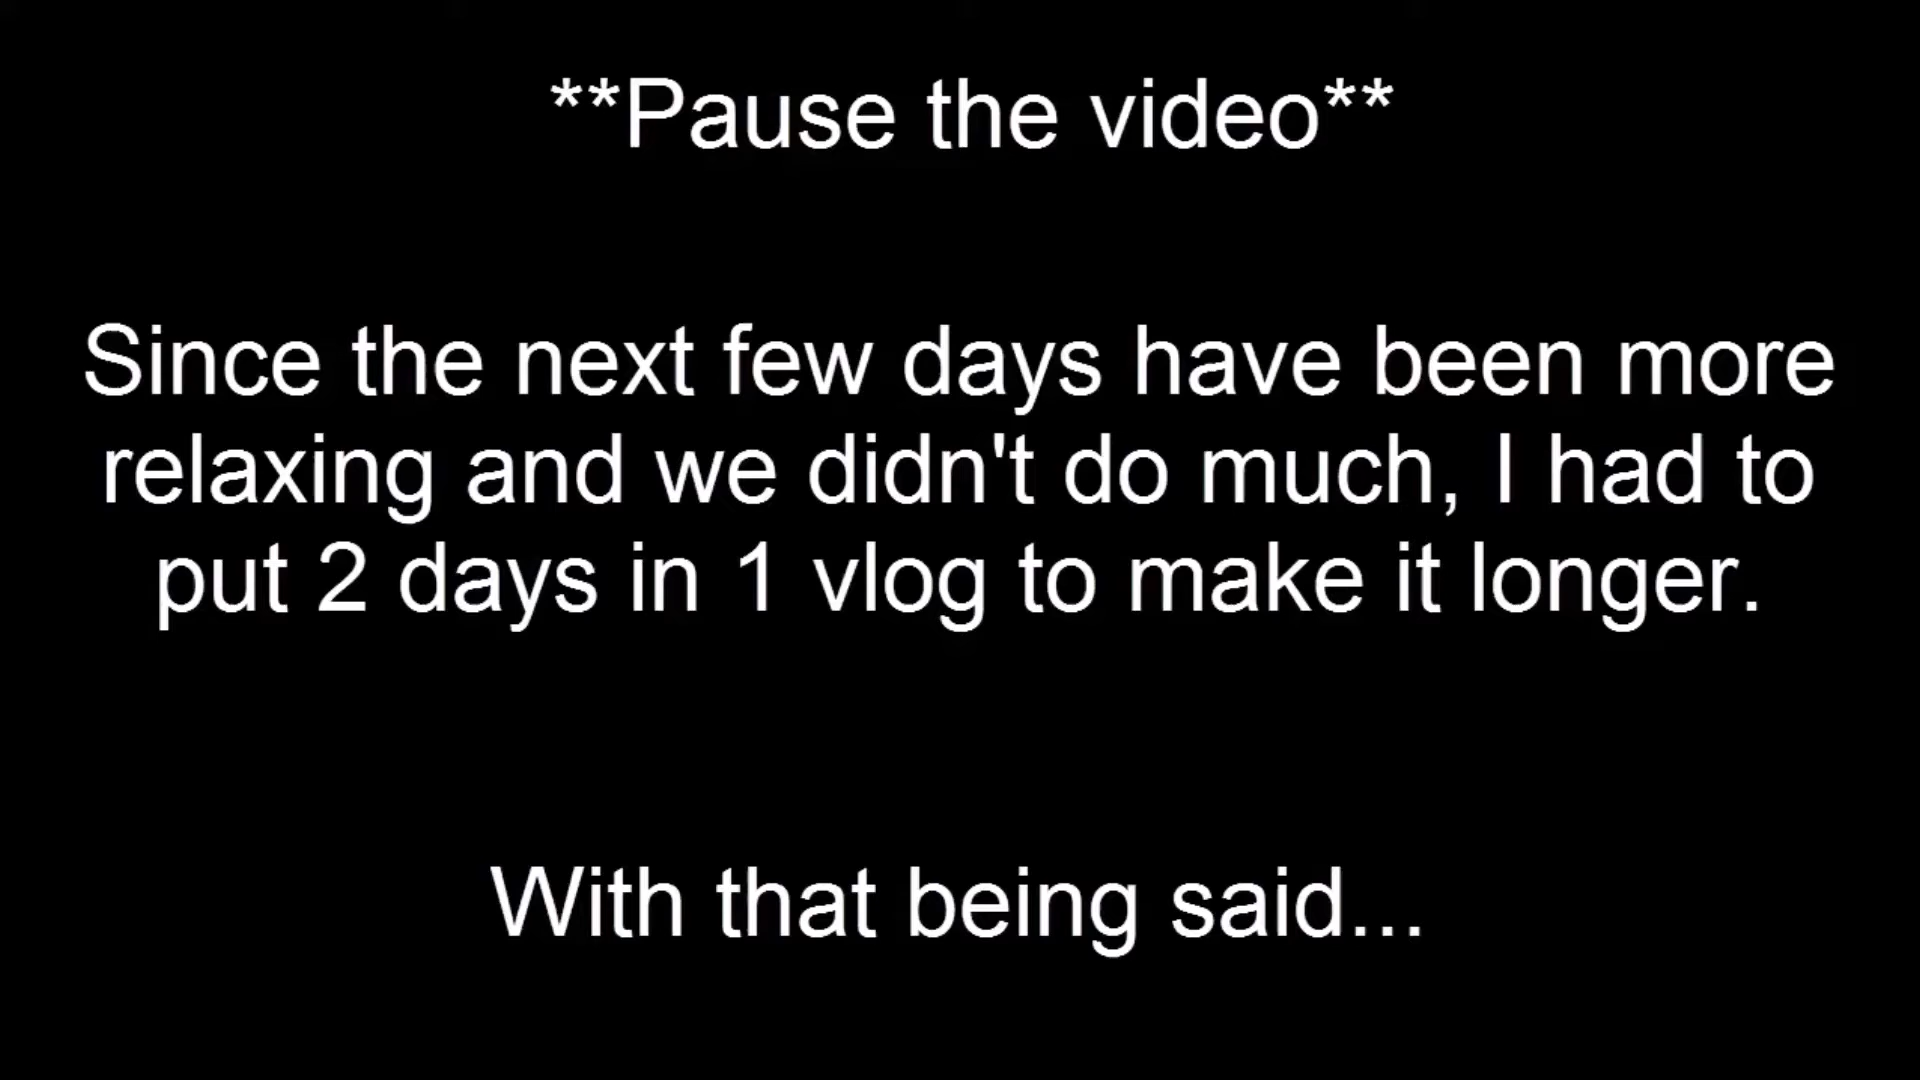 **Pause the video**
Since the next few days have been more
relaxing and we didn't do much, I had to
put 2 days in 1 vlog to make it longer.
With that being said...